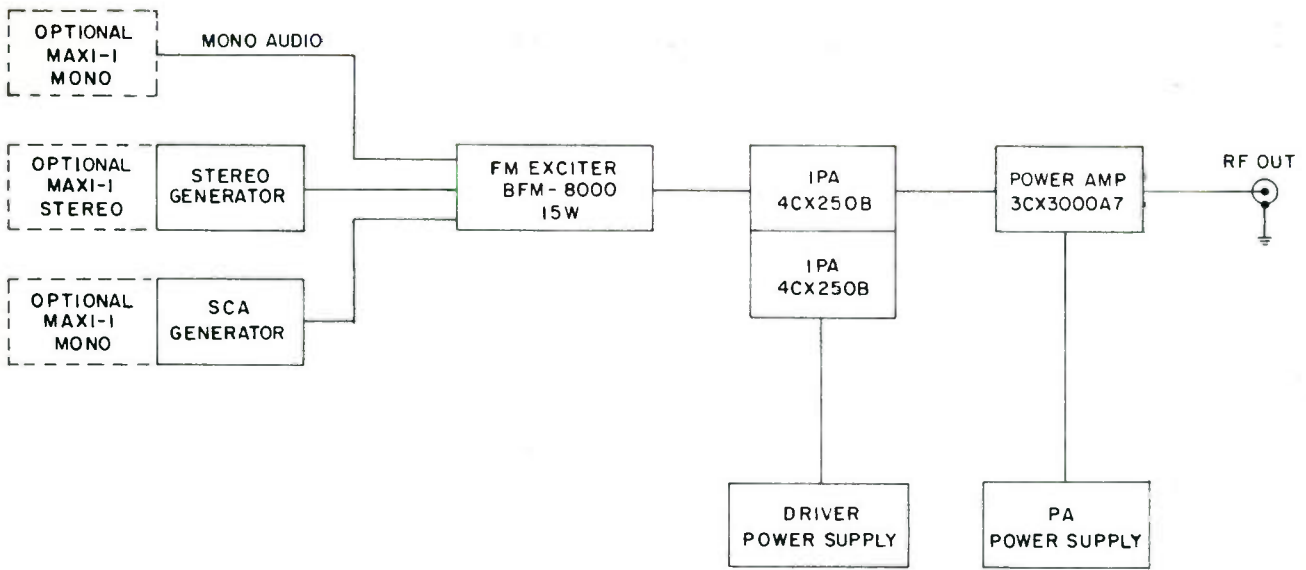 OPTIONAL
MAXI-1
MONO
MONO AUDIO
OPTIONAL
MAXI-1
STEREO
STEREO
GENERATOR
OPTIONAL
MAXI-1
MONO
SCA
GENERATOR
FM EXCITER
BFM-8000
15W
IPA
4CX250B
IPA
4CX250B
POWER AMP
3CX3000A7
RF OUT
DRIVER
POWER SUPPLY
PA
POWER SUPPLY